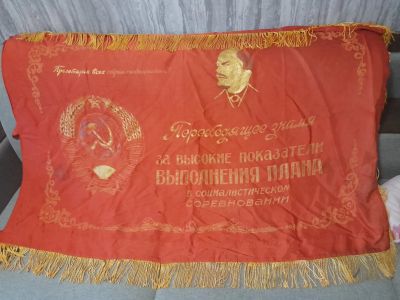 Пролетарии всех стран, соединяйтесь!
Переходящее знамя
ЗА ВЫСОКИЕ ПОКАЗАТЕЛИ
ВЫПОЛНЕНИЯ ПЛАНА
В СОЦИАЛИСТИЧЕСКОМ
СОРЕВНОВАНИИ